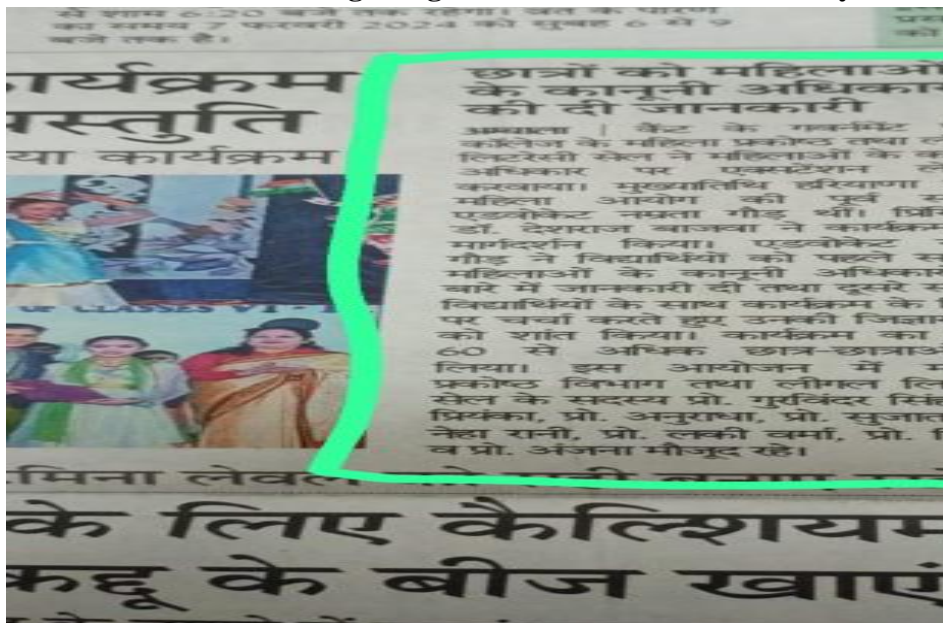 से शाम 6:20 बजे तक रहेगा। व्रत के पारण
का समय 7 फरवरी 2024 को सुबह 6 से 9
बजे तक है।
कार्यक्रम
प्रस्तुति
या कार्यक्रम
OF CLASSES VI -
छात्रों को महिलाओं
के कानूनी अधिकार
की दी जानकारी
अम्बाला | कैंट के गवर्नमेंट
कॉलेज के महिला प्रकोष्ठ तथा
लिटरेसी सेल ने महिलाओं के
अधिकार पर एक्सटेंशन
करवाया। मुख्यातिथि हरियाणा
महिला आयोग की पूर्व
एडवोकेट नम्रता गौड़ थीं।
डॉ. देशराज बाजवा ने कार्यक्रम
मार्गदर्शन किया। एडवोकेट
गौड़ ने विद्यार्थियों को पहले
महिलाओं के कानूनी अधिकार
बारे में जानकारी दी तथा दूसरे
विद्यार्थियों के साथ कार्यक्रम के
पर चर्चा करते हुए उनकी
को शांत किया। कार्यक्रम का
60 से अधिक छात्र-छात्राओं
लिया। इस आयोजन में
प्रकोष्ठ विभाग तथा लीगल
सेल के सदस्य प्रो. गुरविंदर सिंह
प्रियंका, प्रो. अनुराधा, प्रो.
नेहा रानी, प्रो. लकी वर्मा, प्रो.
व प्रो. अंजना मौजूद रहे।
लेवल
के लिए कैल्शियम
कद्दू के बीज खाएं